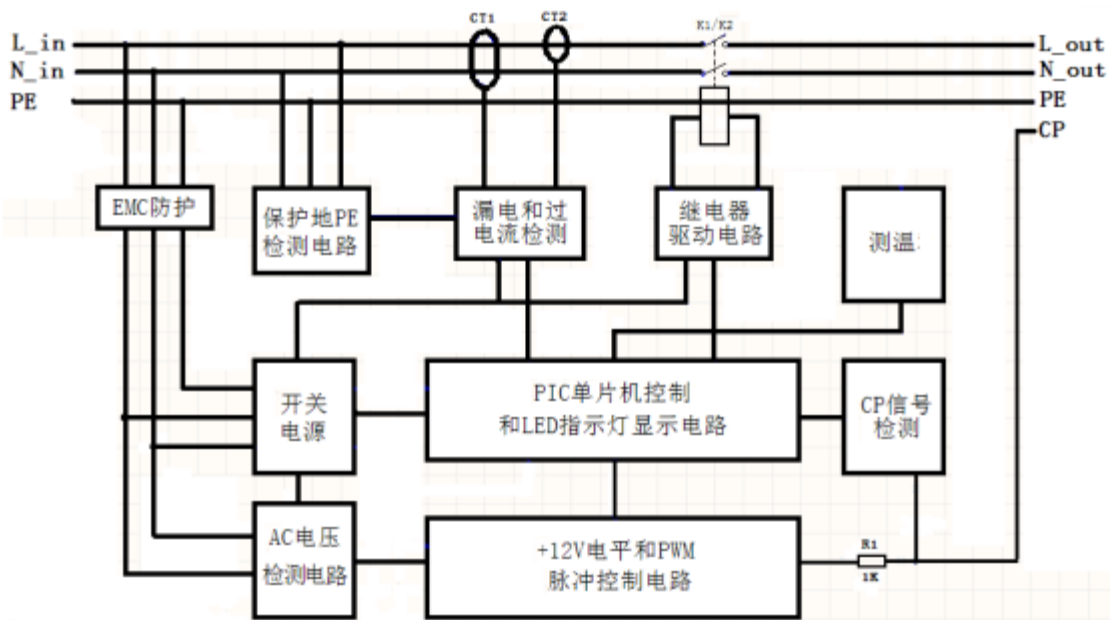 CT1
CT2
K1/K2
L_in
L_out
N_in
N_out
PE
PE
CP
EMC防护
保护地PE
检测电路
漏电和过
电流检测
继电器
驱动电路
测温
开关
电源
PIC单片机控制
和LED指示灯显示电路
CP信号
检测
AC电压
检测电路
+12V电平和PWM
脉冲控制电路
R1
1K